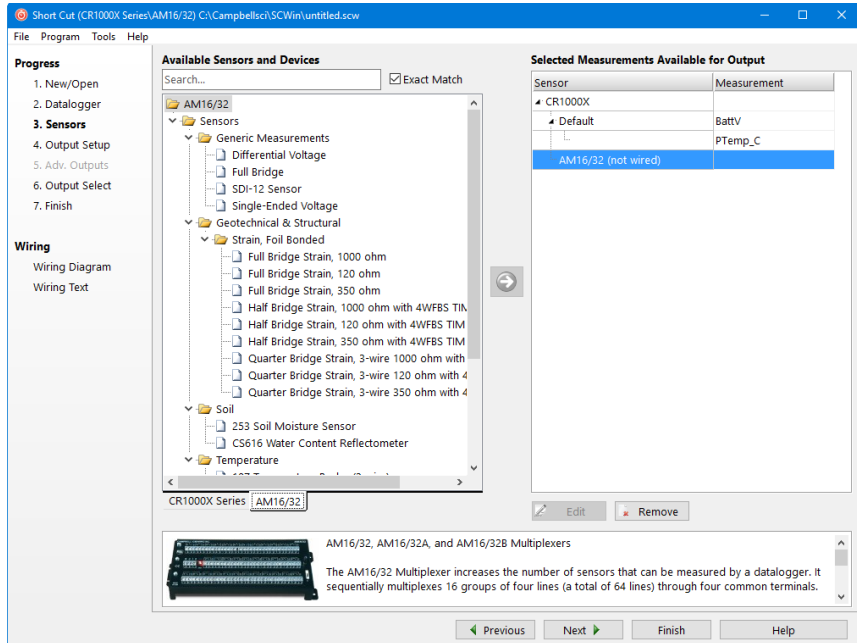 Short Cut (CR1000X Series\AM16/32) C:\Campbellsci\SCWin\untitled.scw
File Program Tools Help
Progress
1. New/Open
2. Datalogger
3. Sensors
4. Output Setup
5. Adv. Outputs
6. Output Select
7. Finish
Wiring
Wiring Diagram
Wiring Text
Available Sensors and Devices
Search...
Exact Match
AM16/32
Sensors
Generic Measurements
Differential Voltage
Full Bridge
SDI-12 Sensor
Single-Ended Voltage
Geotechnical & Structural
Strain, Foil Bonded
Full Bridge Strain, 1000 ohm
Full Bridge Strain, 120 ohm
Full Bridge Strain, 350 ohm
Half Bridge Strain, 1000 ohm with 4WFBS TIM
Half Bridge Strain, 120 ohm with 4WFBS TIM
Half Bridge Strain, 350 ohm with 4WFBS TIM
Quarter Bridge Strain, 3-wire 1000 ohm with
Quarter Bridge Strain, 3-wire 120 ohm with 4
Quarter Bridge Strain, 3-wire 350 ohm with 4
Soil
253 Soil Moisture Sensor
CS616 Water Content Reflectometer
Temperature
CR1000X Series AM16/32
Selected Measurements Available for Output
Sensor Measurement
CR1000X
Default BattV
PTemp_C
AM16/32 (not wired)
Edit Remove
AM16/32, AM16/32A, and AM16/32B Multiplexers
The AM16/32 Multiplexer increases the number of sensors that can be measured by a datalogger. It
sequentially multiplexes 16 groups of four lines (a total of 64 lines) through four common terminals.
Previous Next Finish Help